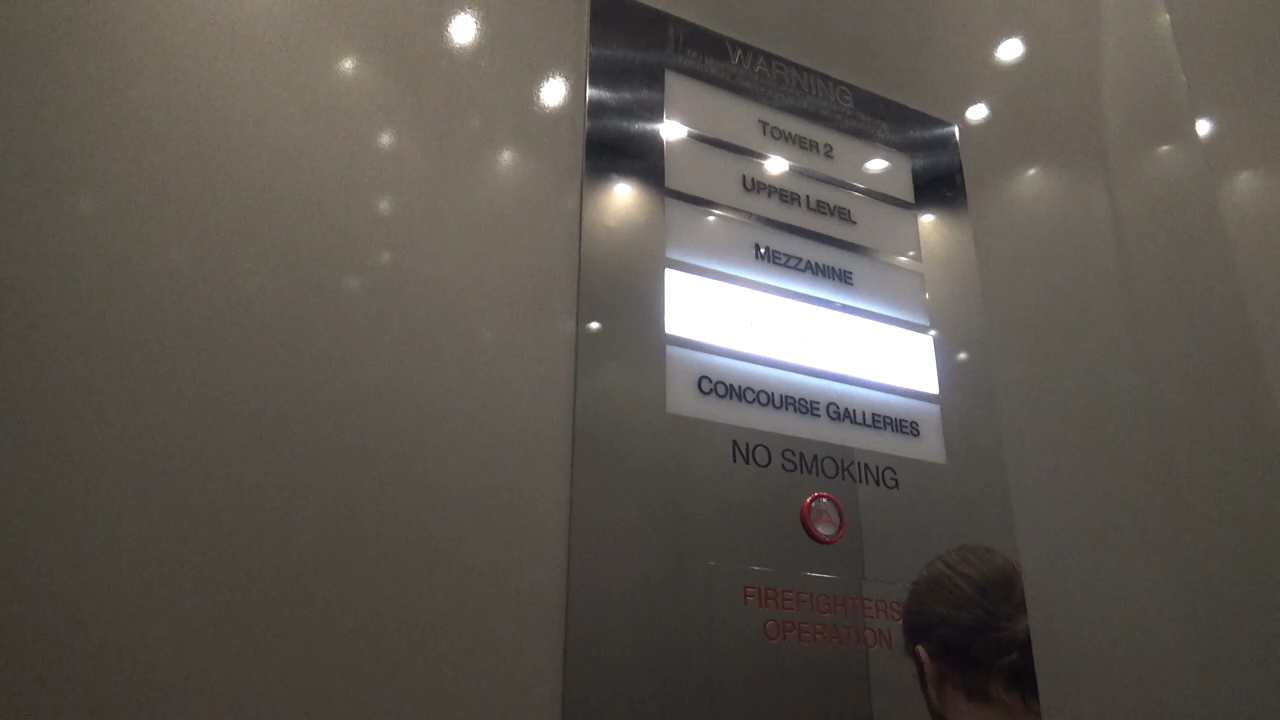 WARNING
TOWER 2
UPPER LEVEL
MEZZANINE
CONCOURSE GALLERIES
NO SMOKING
FIREFIGHTERS
OPERATION